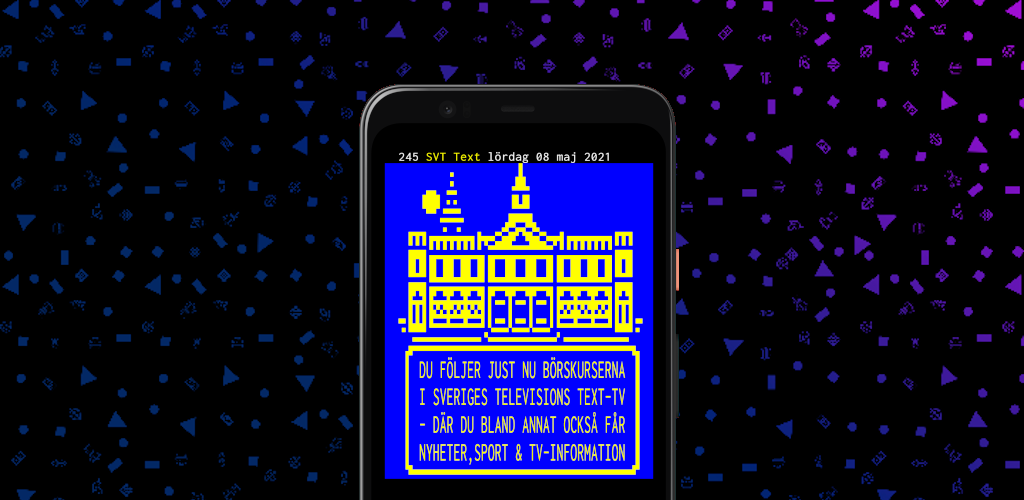 245 SVT Text lördag 08 maj 2021
DU FÖLJER JUST NU BÖRSKURSERNA
I SVERIGES TELEVISIONS TEXT-TV
- DÄR DU BLAND ANNAT OCKSÅ FÅR
NYHETER,SPORT & TV-INFORMATION